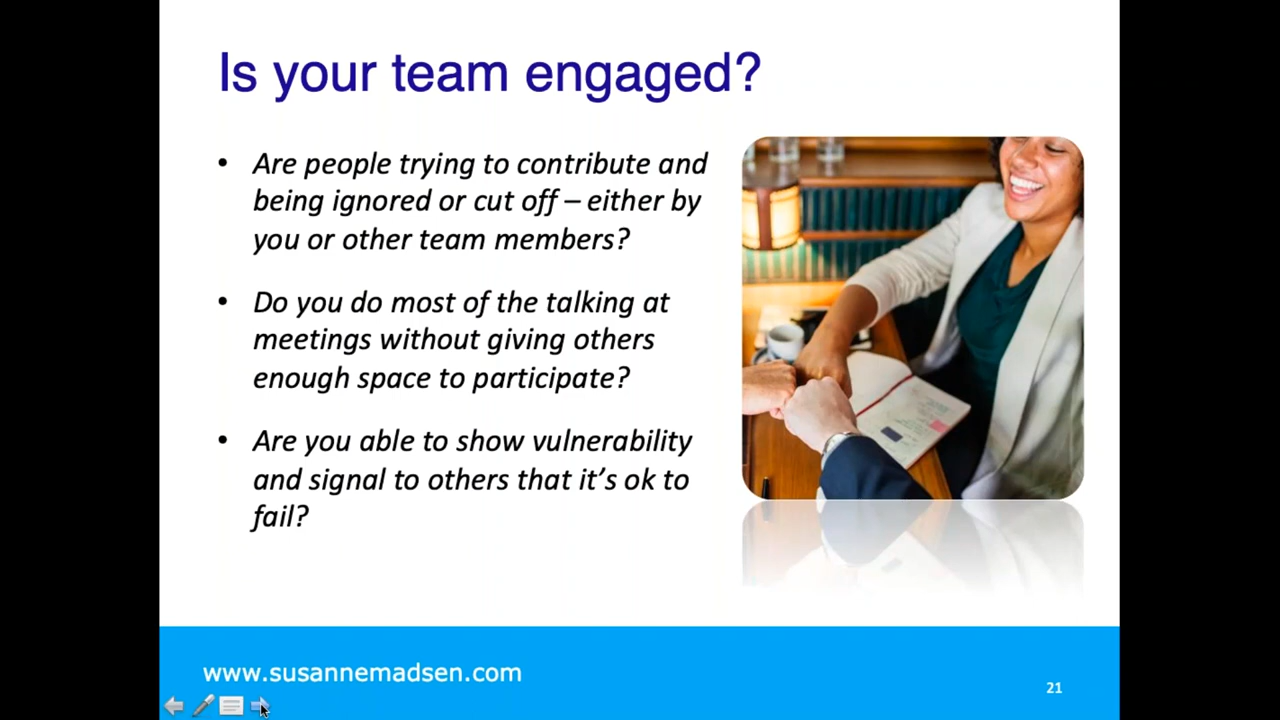 Is your team engaged?
• Are people trying to contribute and
being ignored or cut off – either by
you or other team members?
• Do you do most of the talking at
meetings without giving others
enough space to participate?
• Are you able to show vulnerability
and signal to others that it’s ok to
fail?
www.susannemadsen.com
21